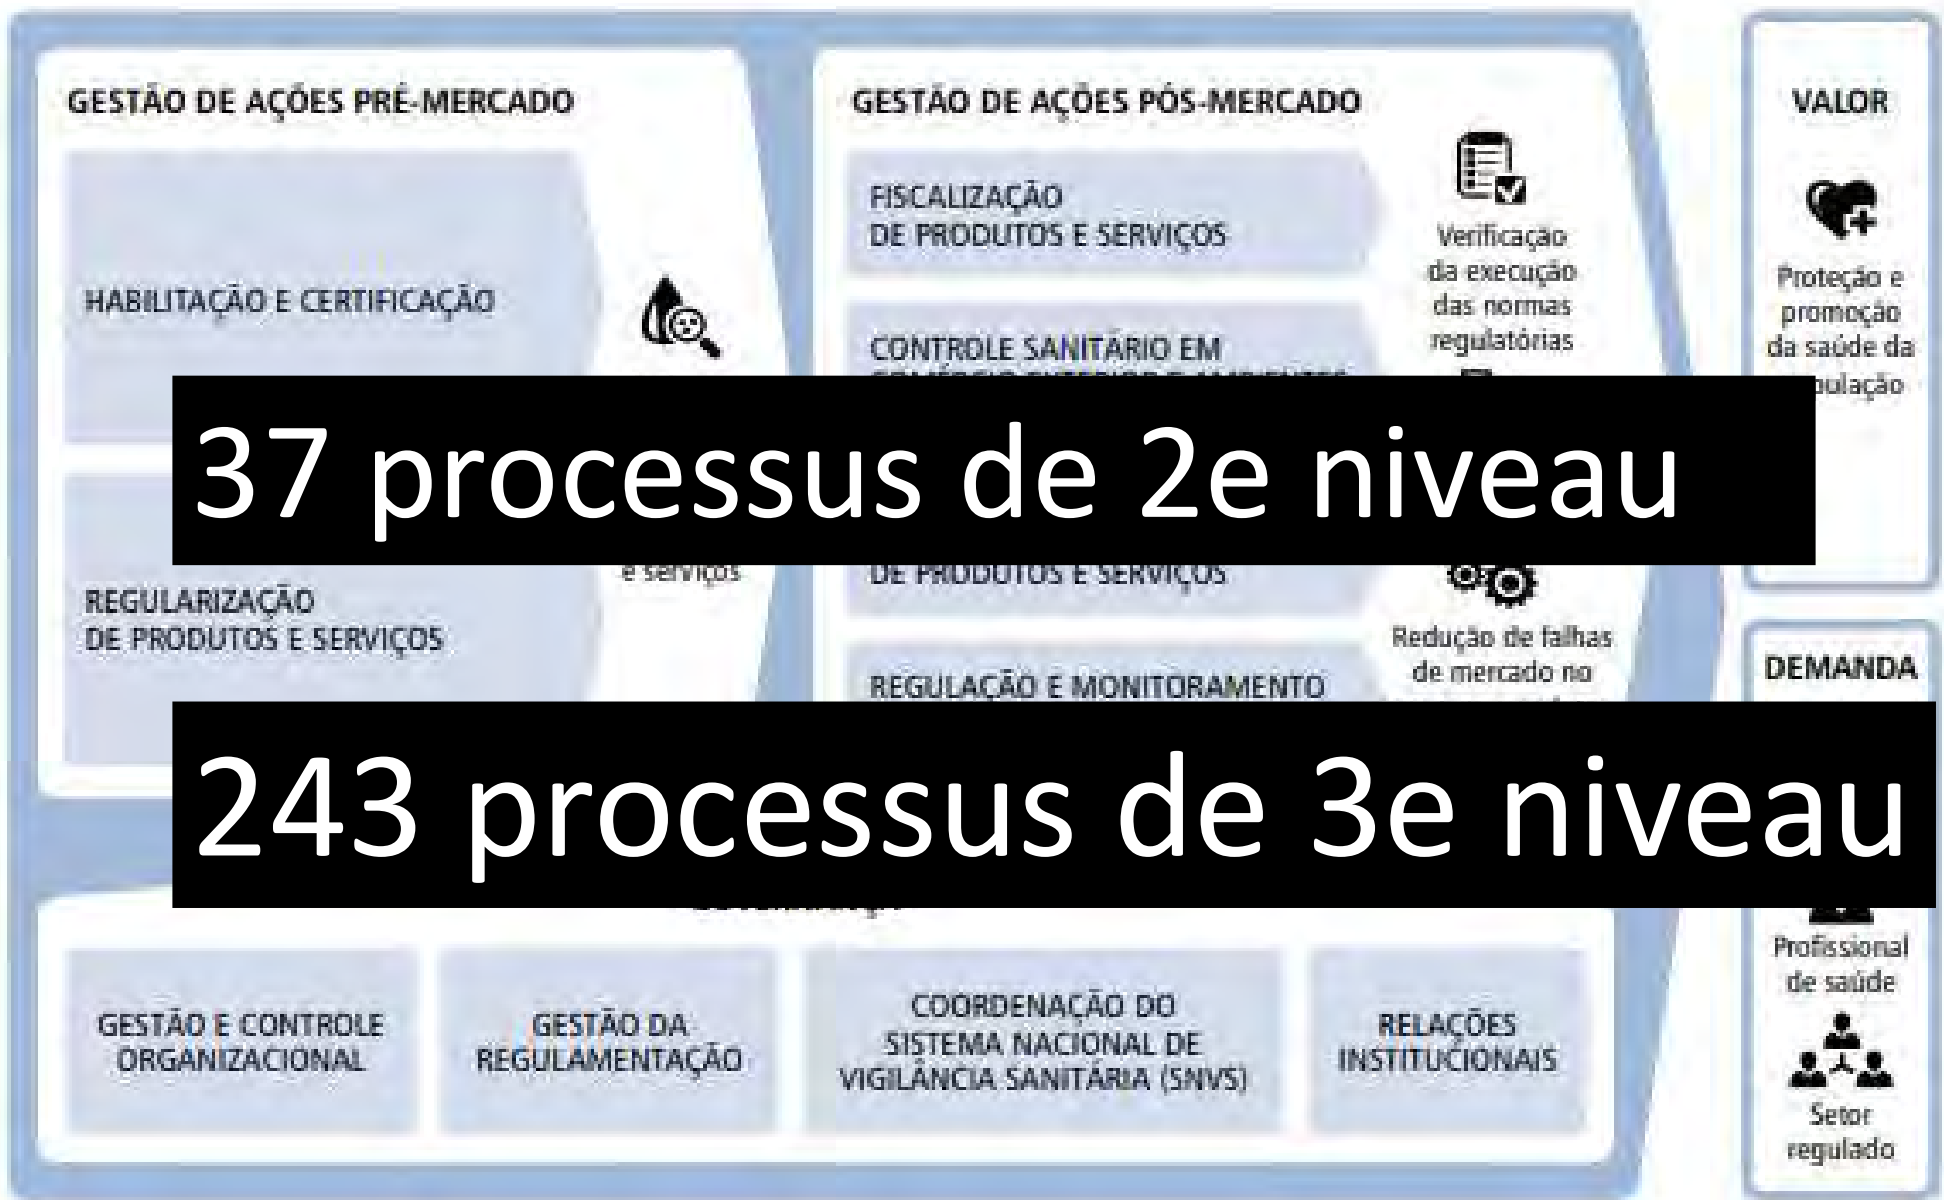 GESTÃO DE AÇÕES PRÉ-MERCADO
HABILITAÇÃO E CERTIFICAÇÃO
REGULARIZAÇÃO
DE PRODUTOS E SERVIÇOS
e serviços
GESTÃO DE AÇÕES PÓS-MERCADO
FISCALIZAÇÃO
DE PRODUTOS E SERVIÇOS
CONTROLE SANITÁRIO EM
DE PRODUTOS E SERVIÇOS
REGULAÇÃO E MONITORAMENTO
Verificação
da execução
das normas
regulatórias
Redução de falhas
de mercado no
VALOR
Proteção e
promoção
da saúde da
37 processus de 2e niveau
243 processus de 3e niveau
DEMANDA
Profissional
de saúde
Setor
regulado
GESTÃO E CONTROLE
ORGANIZACIONAL
GESTÃO DA
REGULAMENTAÇÃO
COORDENAÇÃO DO
SISTEMA NACIONAL DE
VIGILÂNCIA SANITÁRIA (SNVS)
RELAÇÕES
INSTITUCIONAIS